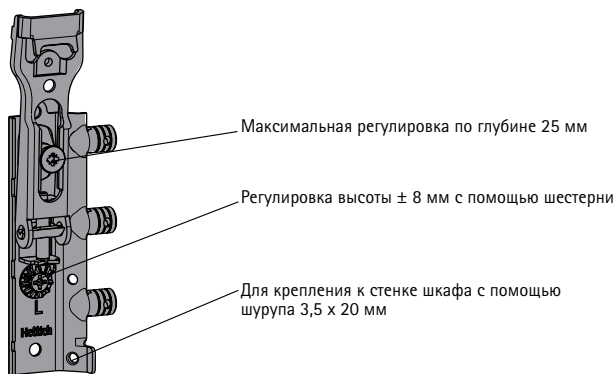 Максимальная регулировка по глубине 25 мм
Регулировка высоты ± 8 мм с помощью шестерни
Для крепления к стенке шкафа с помощью
шурупа 3,5 x 20 мм
L
Hettich